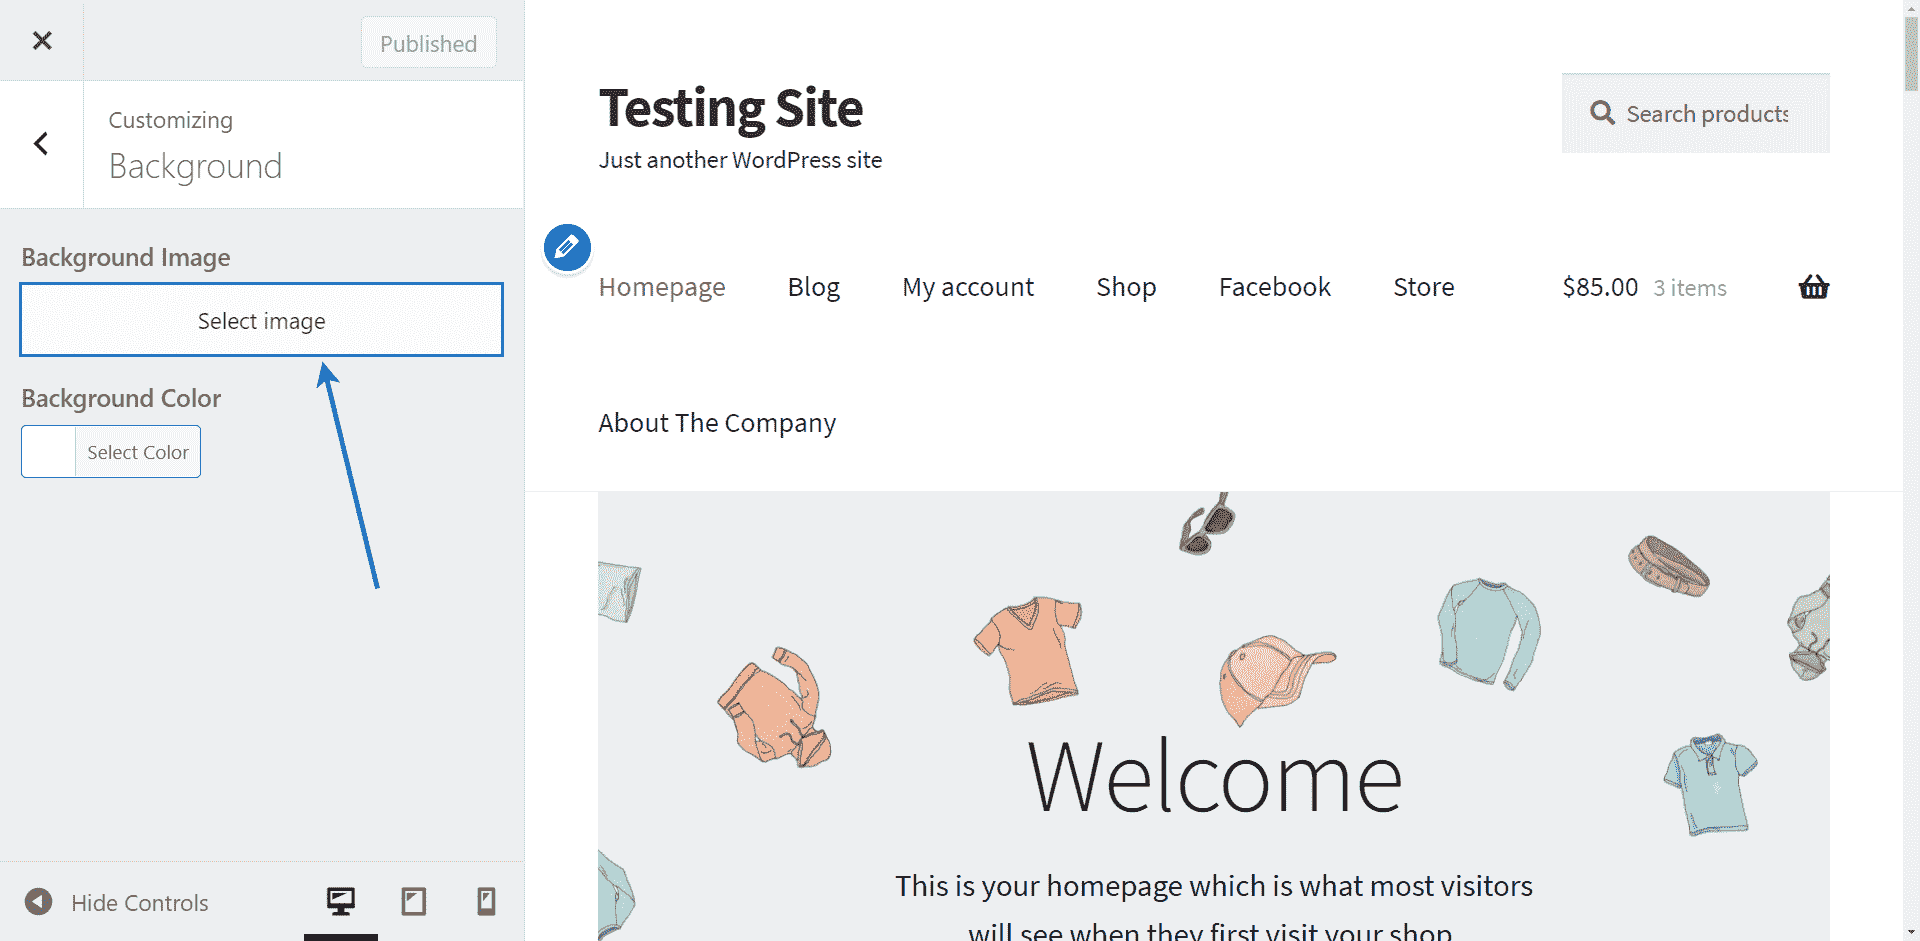 Published
Customizing
Background
Background Image
Select image
Background Color
Select Color
Hide Controls
Testing Site
Just another WordPress site
Search products
Homepage Blog My account Shop Facebook Store $85.00 3 items
About The Company
Welcome
This is your homepage which is what most visitors
will see when they first visit your shop.